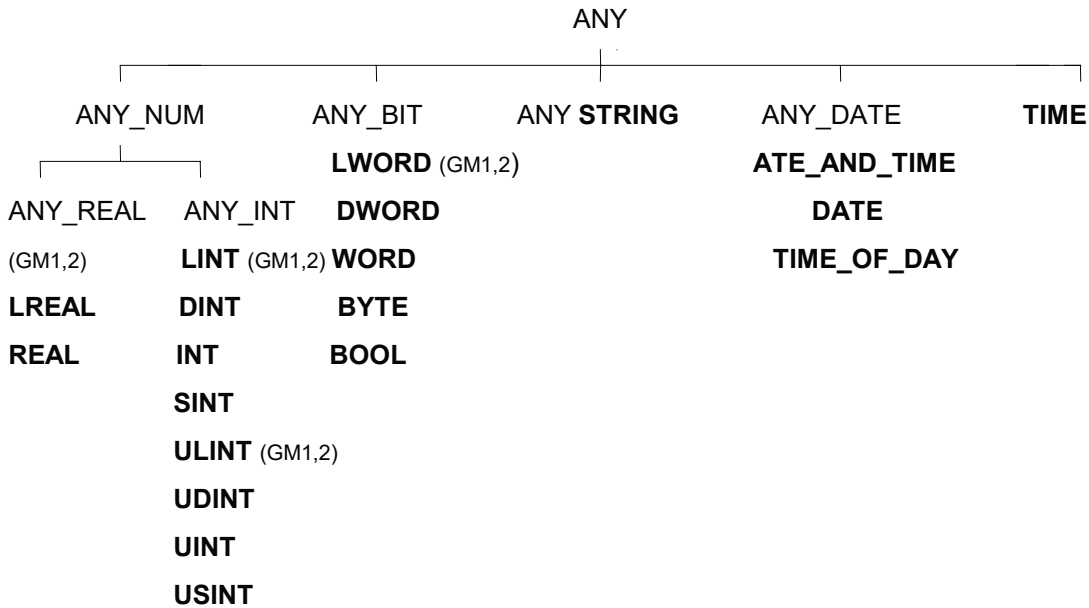 ANY
ANY_NUM ANY_BIT ANY STRING ANY_DATE TIME
LWORD (GM1,2) ATE_AND_TIME
ANY_REAL ANY_INT DWORD DATE
(GM1,2) LINT (GM1,2) WORD TIME_OF_DAY
LREAL DINT BYTE
REAL INT BOOL
SINT
ULINT (GM1,2)
UDINT
UINT
USINT